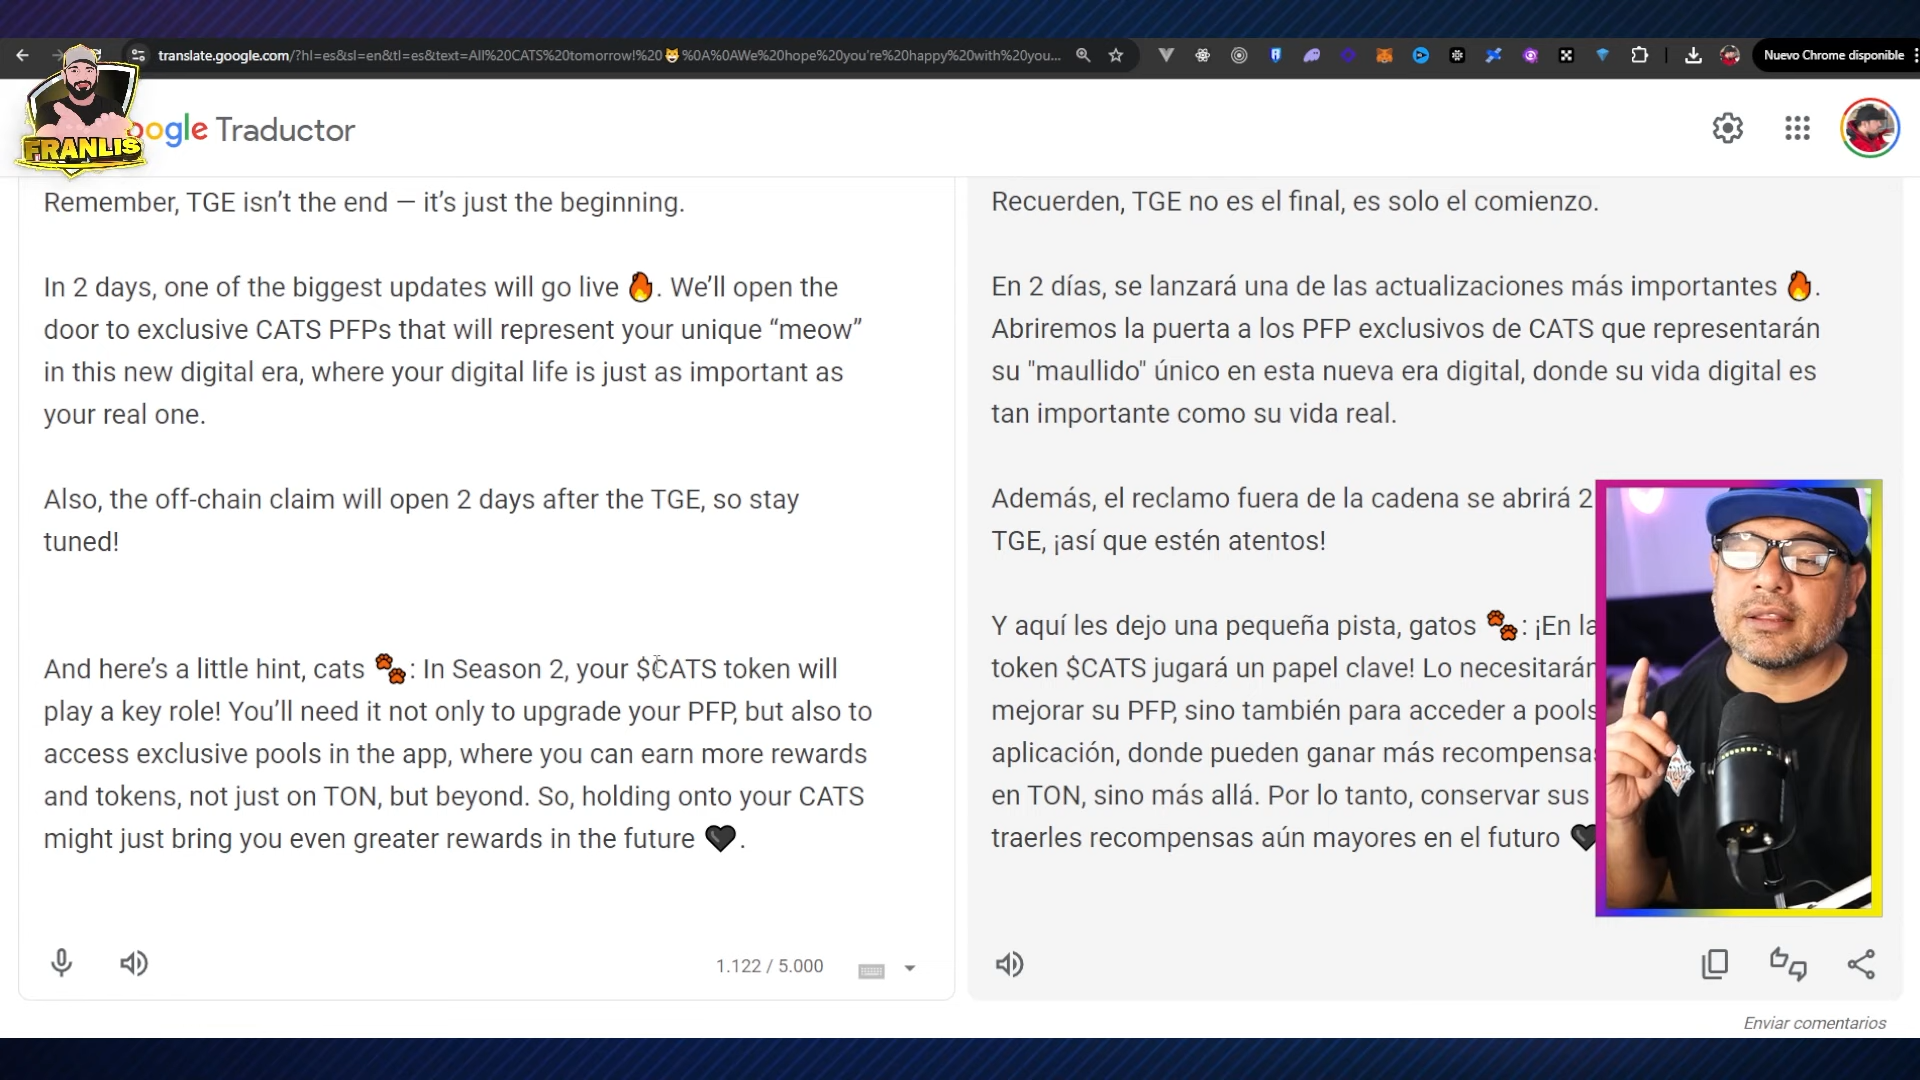 translate.google.com/?hl=es&sl=en&tl=es&text=All%20CATS%20tomorrow!%20😺%0A%0AWe%20hope%20you're%20happy%20with%20you...
Nuevo Chrome disponible
FRANLIS
oogle Traductor
Remember, TGE isn’t the end — it’s just the beginning.
In 2 days, one of the biggest updates will go live 🔥. We’ll open the
door to exclusive CATS PFPs that will represent your unique “meow”
in this new digital era, where your digital life is just as important as
your real one.
Also, the off-chain claim will open 2 days after the TGE, so stay
tuned!
And here’s a little hint, cats 🐾: In Season 2, your $CATS token will
play a key role! You’ll need it not only to upgrade your PFP, but also to
access exclusive pools in the app, where you can earn more rewards
and tokens, not just on TON, but beyond. So, holding onto your CATS
might just bring you even greater rewards in the future 🖤.
1.122 / 5.000
Recuerden, TGE no es el final, es solo el comienzo.
En 2 días, se lanzará una de las actualizaciones más importantes 🔥.
Abriremos la puerta a los PFP exclusivos de CATS que representarán
su "maullido" único en esta nueva era digital, donde su vida digital es
tan importante como su vida real.
Además, el reclamo fuera de la cadena se abrirá 2
TGE, ¡así que estén atentos!
Y aquí les dejo una pequeña pista, gatos 🐾: ¡En la
token $CATS jugará un papel clave! Lo necesitarán
mejorar su PFP, sino también para acceder a pools
aplicación, donde pueden ganar más recompensas
en TON, sino más allá. Por lo tanto, conservar sus
traerles recompensas aún mayores en el futuro 🖤
Enviar comentarios